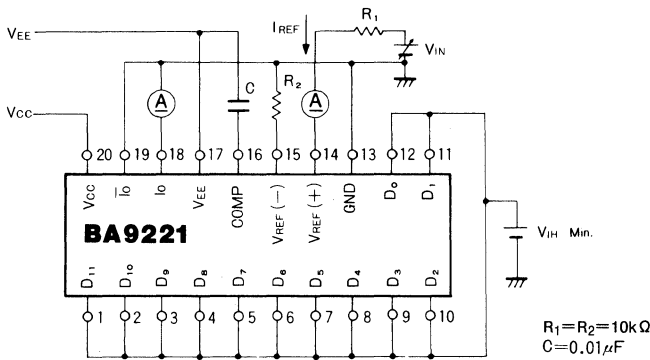 R₁
VEE
IREF
VIN
C
R₂
A
A
VCC
20 19 18 17 16 15 14 13 12 11
VCC
I̅O
IO
VEE
COMP
VREF (−)
VREF (+)
GND
D₀
D₁
BA9221
VIH Min.
D₁₁
D₁₀
D₉
D₈
D₇
D₆
D₅
D₄
D₃
D₂
1 2 3 4 5 6 7 8 9 10
R₁=R₂=10kΩ
C=0.01μF